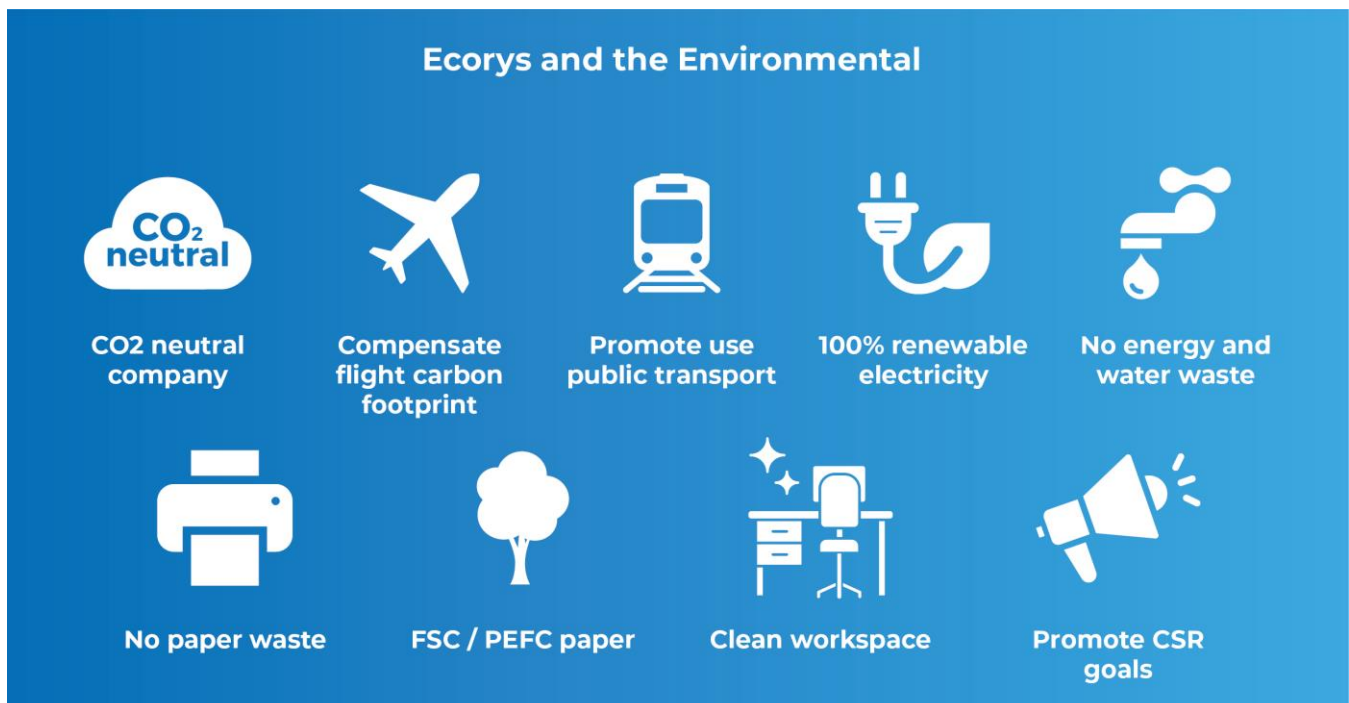 Ecorys and the Environmental
CO₂
neutral
CO2 neutral
company
Compensate
flight carbon
footprint
Promote use
public transport
100% renewable
electricity
No energy and
water waste
No paper waste
FSC / PEFC paper
Clean workspace
Promote CSR
goals